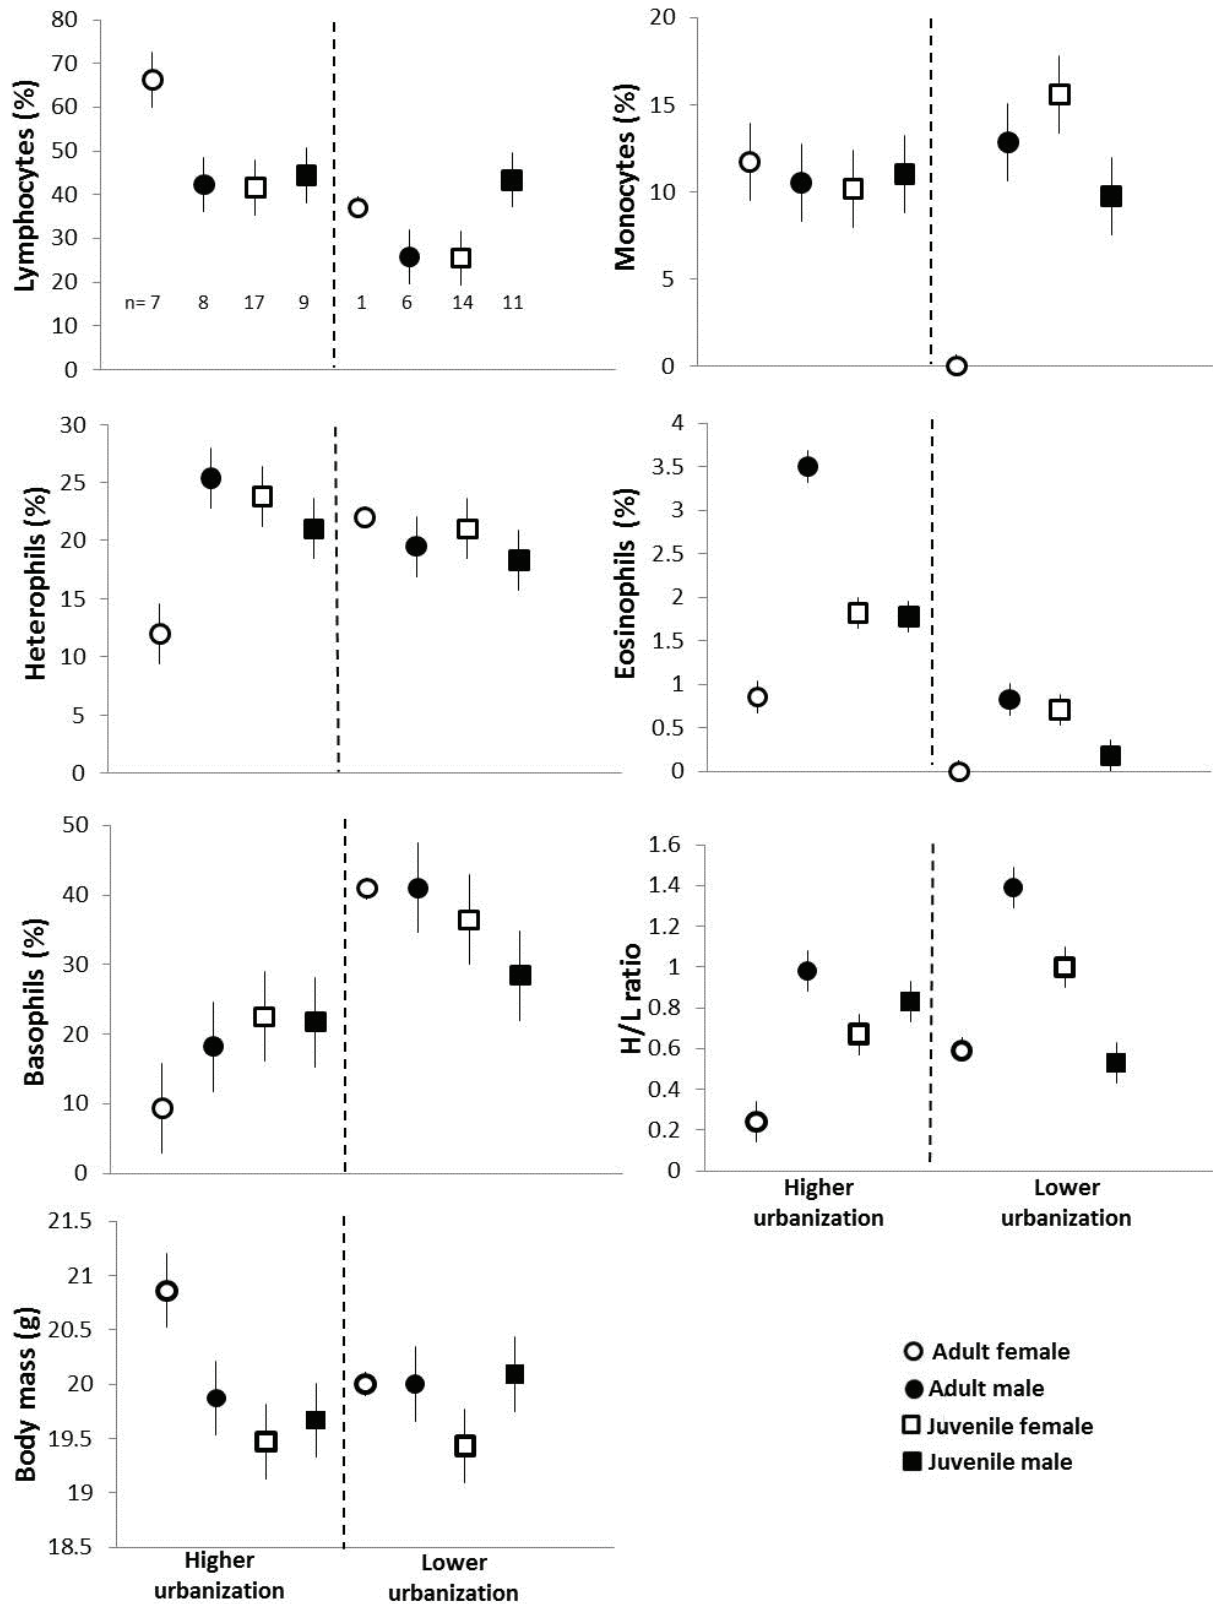 Lymphocytes (%)
80
70
60
50
40
30
20
10
0
n= 7 8 17 9 1 6 14 11
Monocytes (%)
20
15
10
5
0
Heterophils (%)
30
25
20
15
10
5
0
Eosinophils (%)
4
3.5
3
2.5
2
1.5
1
0.5
0
Basophils (%)
50
40
30
20
10
0
H/L ratio
1.6
1.4
1.2
1
0.8
0.6
0.4
0.2
0
Higher
urbanization
Lower
urbanization
Body mass (g)
21.5
21
20.5
20
19.5
19
18.5
Higher
urbanization
Lower
urbanization
Adult female
Adult male
Juvenile female
Juvenile male